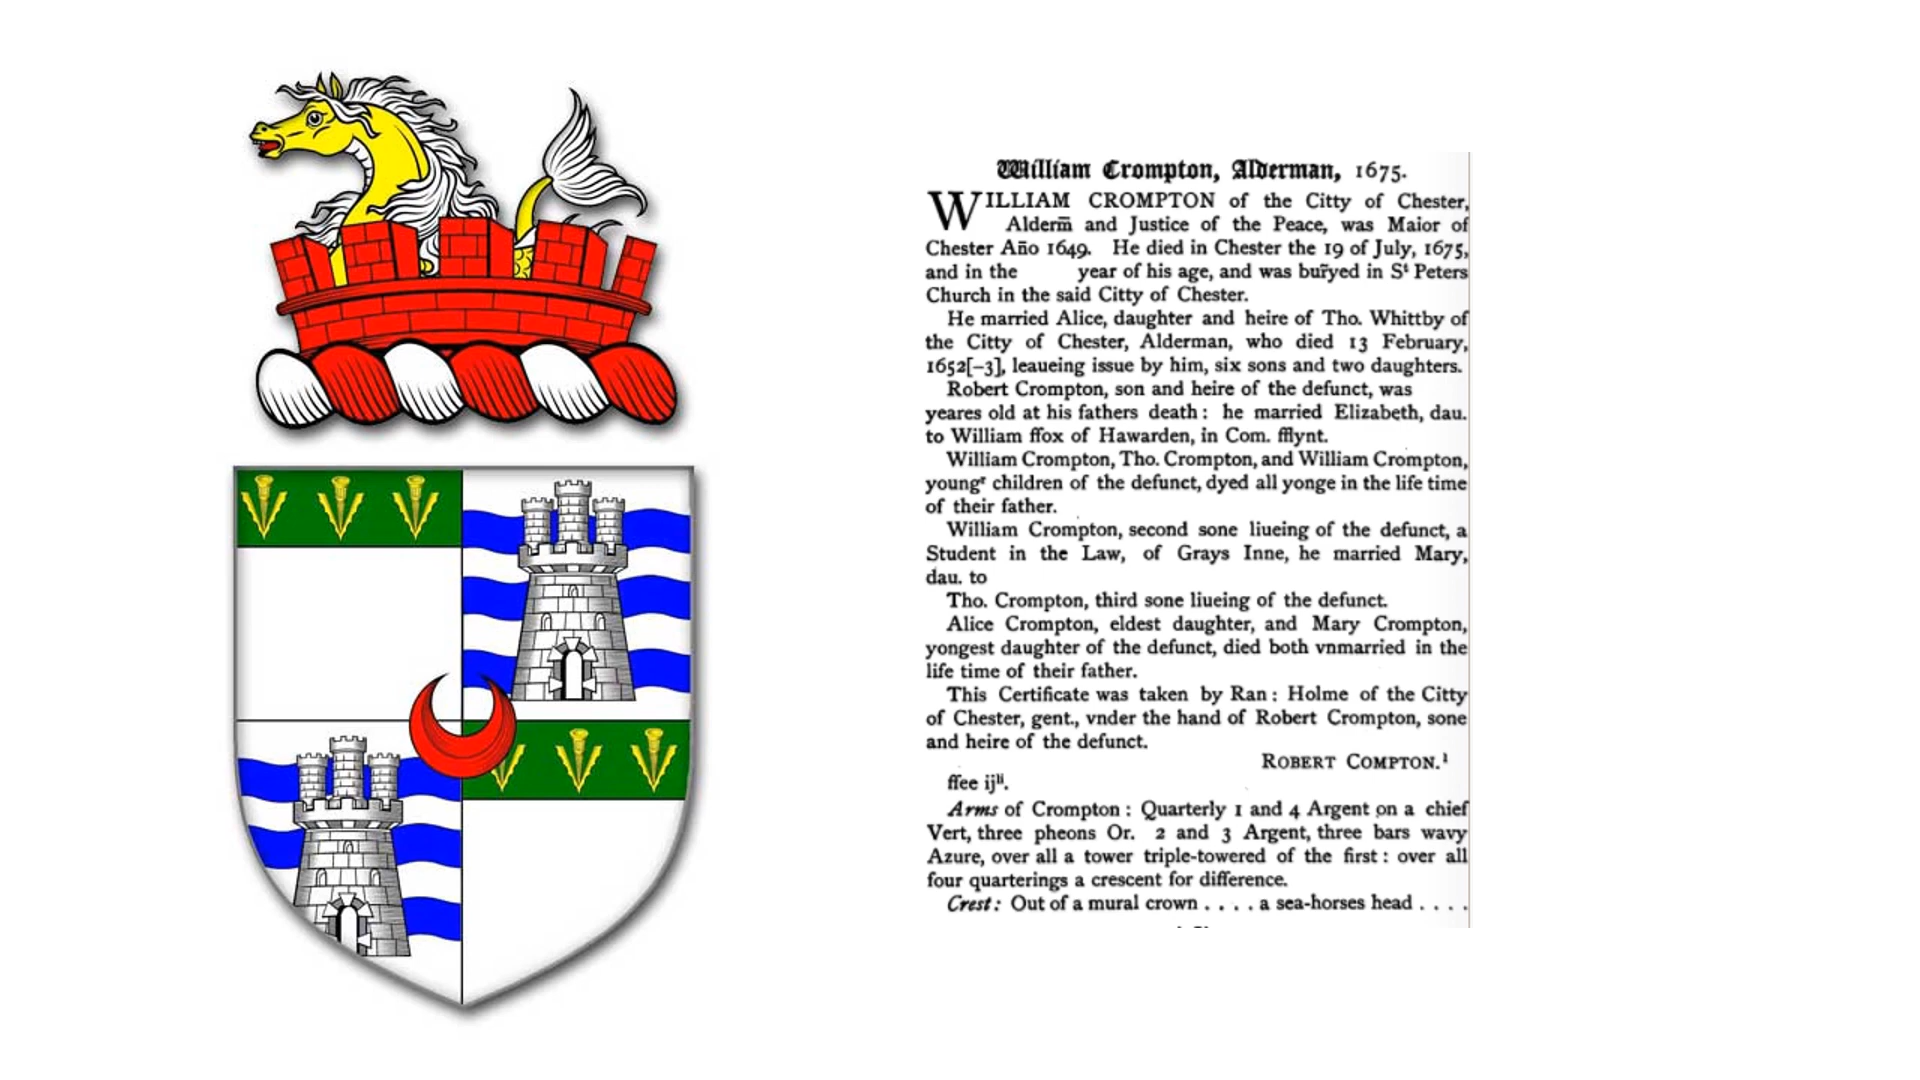 William Crompton, Alderman, 1675.
WILLIAM CROMPTON of the Citty of Chester,
Alderm̄ and Justice of the Peace, was Maior of
Chester Año 1649. He died in Chester the 19 of July, 1675,
and in the year of his age, and was bur̃yed in Sᵗ Peters
Church in the said Citty of Chester.
He married Alice, daughter and heire of Tho. Whittby of
the Citty of Chester, Alderman, who died 13 February,
1652[-3], leaueing issue by him, six sons and two daughters.
Robert Crompton, son and heire of the defunct, was
yeares old at his fathers death: he married Elizabeth, dau.
to William ffox of Hawarden, in Com. fflynt.
William Crompton, Tho. Crompton, and William Crompton,
youngʳ children of the defunct, dyed all yonge in the life time
of their father.
William Crompton, second sone liueing of the defunct, a
Student in the Law, of Grays Inne, he married Mary,
dau. to
Tho. Crompton, third sone liueing of the defunct.
Alice Crompton, eldest daughter, and Mary Crompton,
yongest daughter of the defunct, died both vnmarried in the
life time of their father.
This Certificate was taken by Ran: Holme of the Citty
of Chester, gent., vnder the hand of Robert Crompton, sone
and heire of the defunct.
ROBERT COMPTON.¹
ffee ijˡⁱ.
Arms of Crompton: Quarterly 1 and 4 Argent on a chief
Vert, three pheons Or. 2 and 3 Argent, three bars wavy
Azure, over all a tower triple-towered of the first: over all
four quarterings a crescent for difference.
Crest: Out of a mural crown . . . . a sea-horses head . . . .